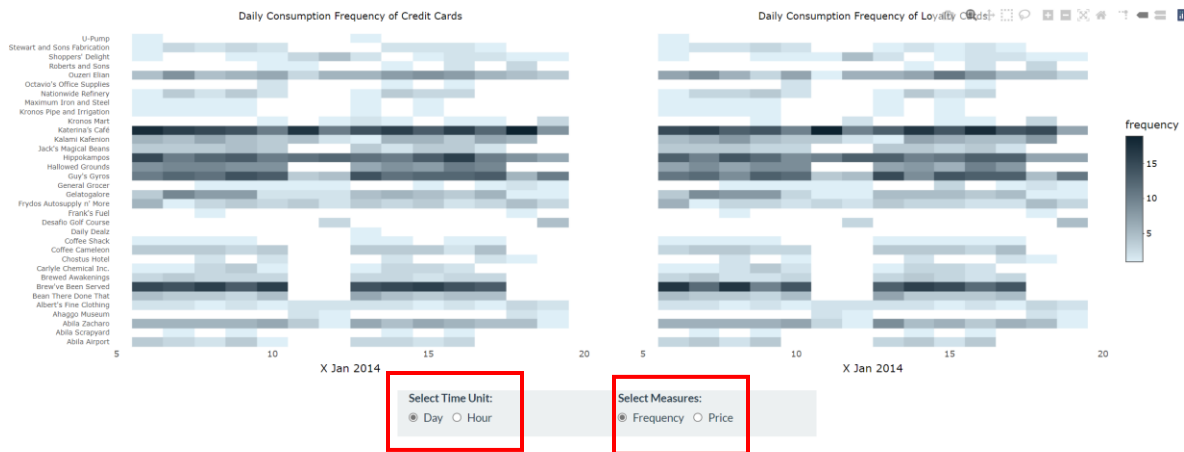 Daily Consumption Frequency of Credit Cards
Daily Consumption Frequency of Loyalty Cards
U-Pump
Stewart and Sons Fabrication
Shoppers' Delight
Roberts and Sons
Ouzeri Elian
Octavio's Office Supplies
Nationwide Refinery
Maximum Iron and Steel
Kronos Pipe and Irrigation
Kronos Mart
Katerina's Café
Kalami Kafenion
Jack's Magical Beans
Hippokampos
Hallowed Grounds
Guy's Gyros
General Grocer
Gelatogalore
Frydos Autosupply n' More
Frank's Fuel
Desafio Golf Course
Daily Dealz
Coffee Shack
Coffee Cameleon
Chostus Hotel
Carlyle Chemical Inc.
Brewed Awakenings
Brew've Been Served
Bean There Done That
Albert's Fine Clothing
Ahaggo Museum
Abila Zacharo
Abila Scrapyard
Abila Airport
5 10 15 20
X Jan 2014
5 10 15 20
X Jan 2014
frequency
15
10
5
Select Time Unit:
Day Hour
Select Measures:
Frequency Price